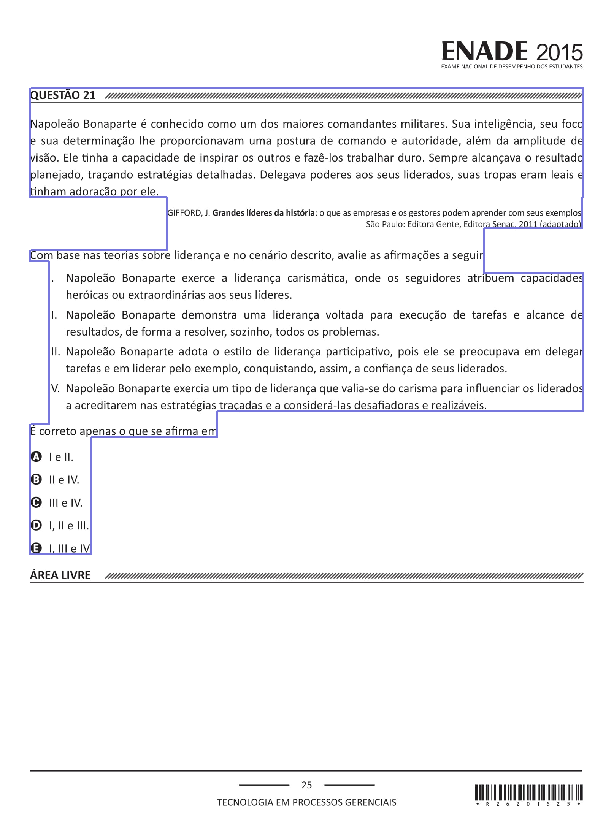 ENADE 2015
EXAME NACIONAL DE DESEMPENHO DOS ESTUDANTES
QUESTÃO 21
Napoleão Bonaparte é conhecido como um dos maiores comandantes militares. Sua inteligência, seu foco
e sua determinação lhe proporcionavam uma postura de comando e autoridade, além da amplitude de
visão. Ele tinha a capacidade de inspirar os outros e fazê-los trabalhar duro. Sempre alcançava o resultado
planejado, traçando estratégias detalhadas. Delegava poderes aos seus liderados, suas tropas eram leais e
tinham adoração por ele.
GIFFORD, J. Grandes líderes da história: o que as empresas e os gestores podem aprender com seus exemplos.
São Paulo: Editora Gente, Editora Senac, 2011 (adaptado).
Com base nas teorias sobre liderança e no cenário descrito, avalie as afirmações a seguir.
I. Napoleão Bonaparte exerce a liderança carismática, onde os seguidores atribuem capacidades
heróicas ou extraordinárias aos seus líderes.
II. Napoleão Bonaparte demonstra uma liderança voltada para execução de tarefas e alcance de
resultados, de forma a resolver, sozinho, todos os problemas.
III. Napoleão Bonaparte adota o estilo de liderança participativo, pois ele se preocupava em delegar
tarefas e em liderar pelo exemplo, conquistando, assim, a confiança de seus liderados.
IV. Napoleão Bonaparte exercia um tipo de liderança que valia-se do carisma para influenciar os liderados
a acreditarem nas estratégias traçadas e a considerá-las desafiadoras e realizáveis.
É correto apenas o que se afirma em
A I e II.
B II e IV.
C III e IV.
D I, II e III.
E I, III e IV.
ÁREA LIVRE
25
TECNOLOGIA EM PROCESSOS GERENCIAIS
*R26201525*